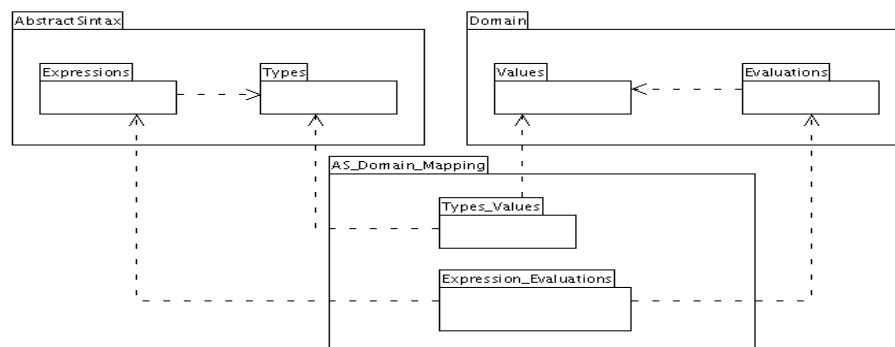 AbstractSintax
Domain
Expressions
Types
Values
Evaluations
AS_Domain_Mapping
Types_Values
Expression_Evaluations